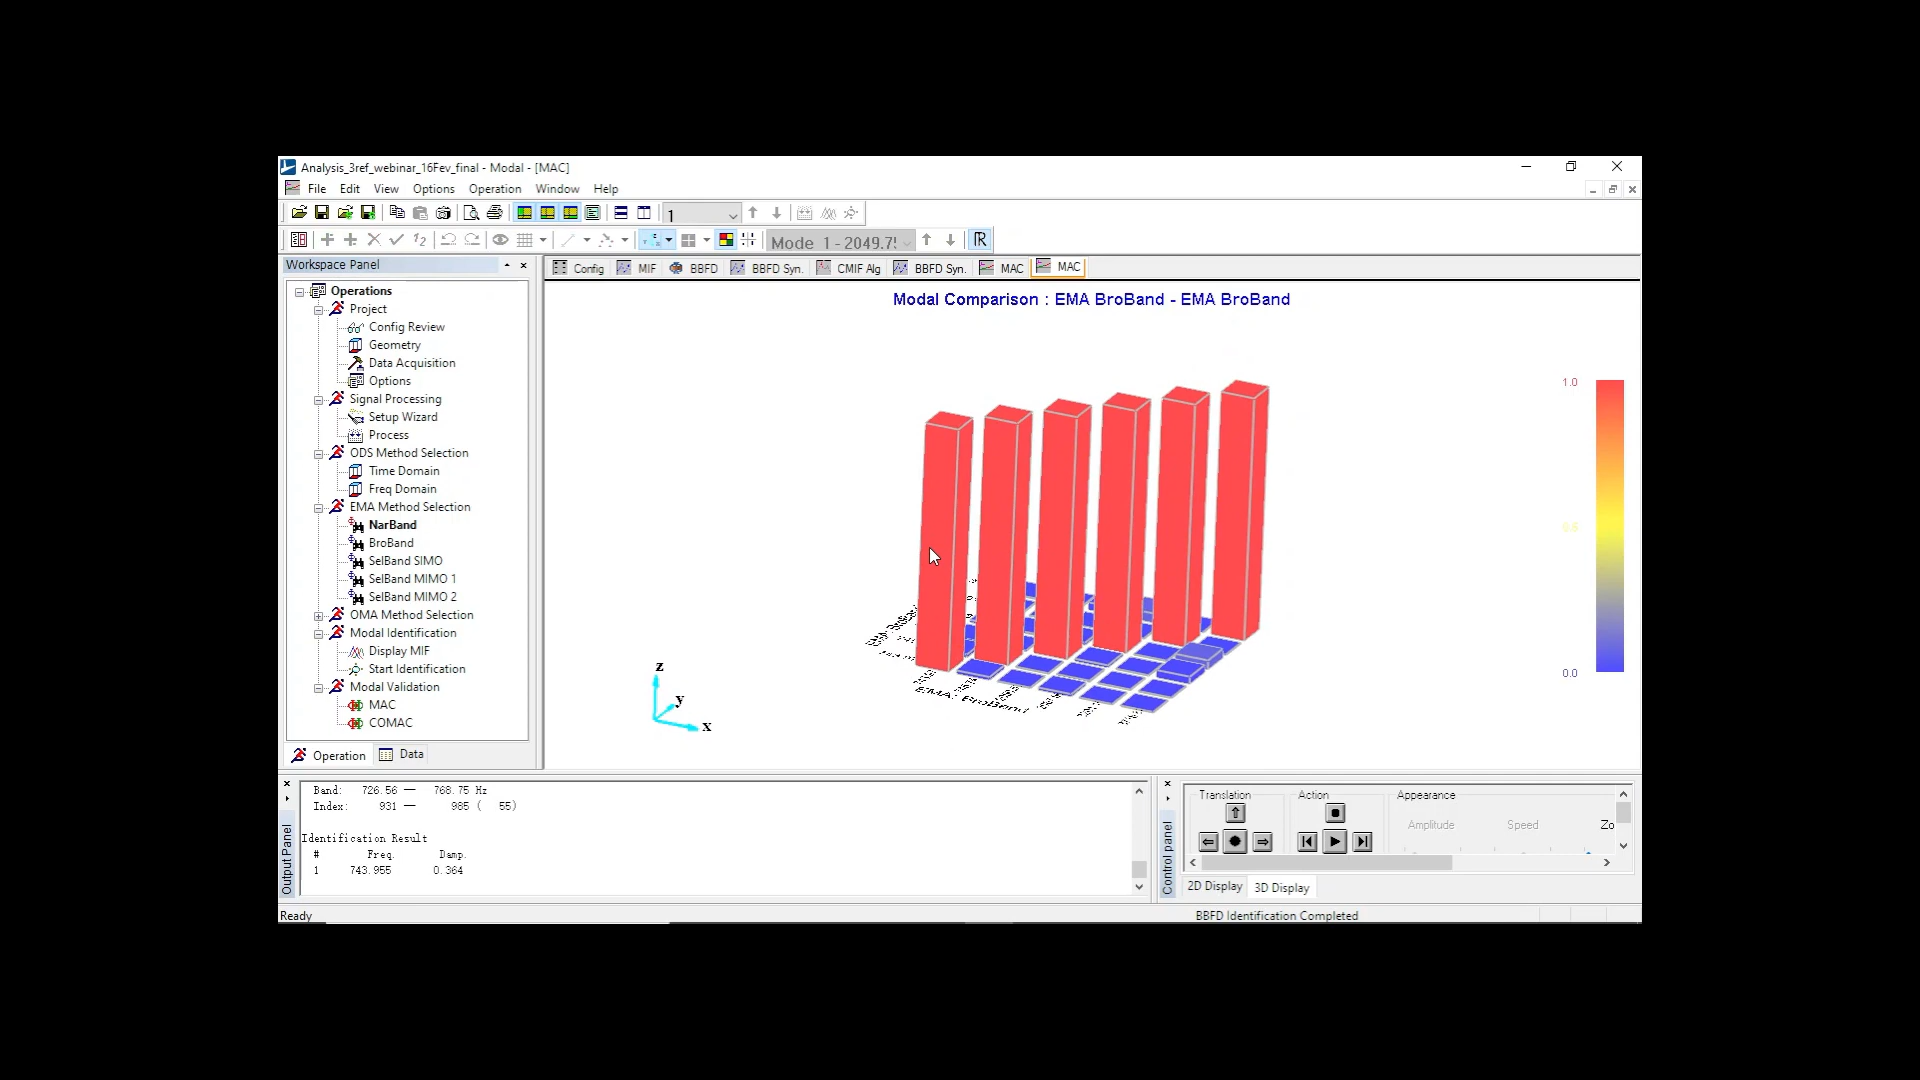 Analysis_3ref_webinar_16Fev_final - Modal - [MAC]
File Edit View Options Operation Window Help
1
Mode 1 - 2049.7
Workspace Panel
Config MIF BBFD BBFD Syn. CMIF Alg BBFD Syn. MAC MAC
Operations
Project
Config Review
Geometry
Data Acquisition
Options
Signal Processing
Setup Wizard
Process
ODS Method Selection
Time Domain
Freq Domain
EMA Method Selection
NarBand
BroBand
SelBand SIMO
SelBand MIMO 1
SelBand MIMO 2
OMA Method Selection
Modal Identification
Display MIF
Start Identification
Modal Validation
MAC
COMAC
Operation Data
Modal Comparison : EMA BroBand - EMA BroBand
1.0
0.5
0.0
EMA: BroBand
z
y
x
Output Panel
Band: 726.56 — 768.75 Hz
Index: 931 — 985 ( 55)
Identification Result
# Freq. Damp.
1 743.955 0.364
Control panel
Translation Action Appearance
Amplitude Speed Zo
2D Display 3D Display
Ready BBFD Identification Completed